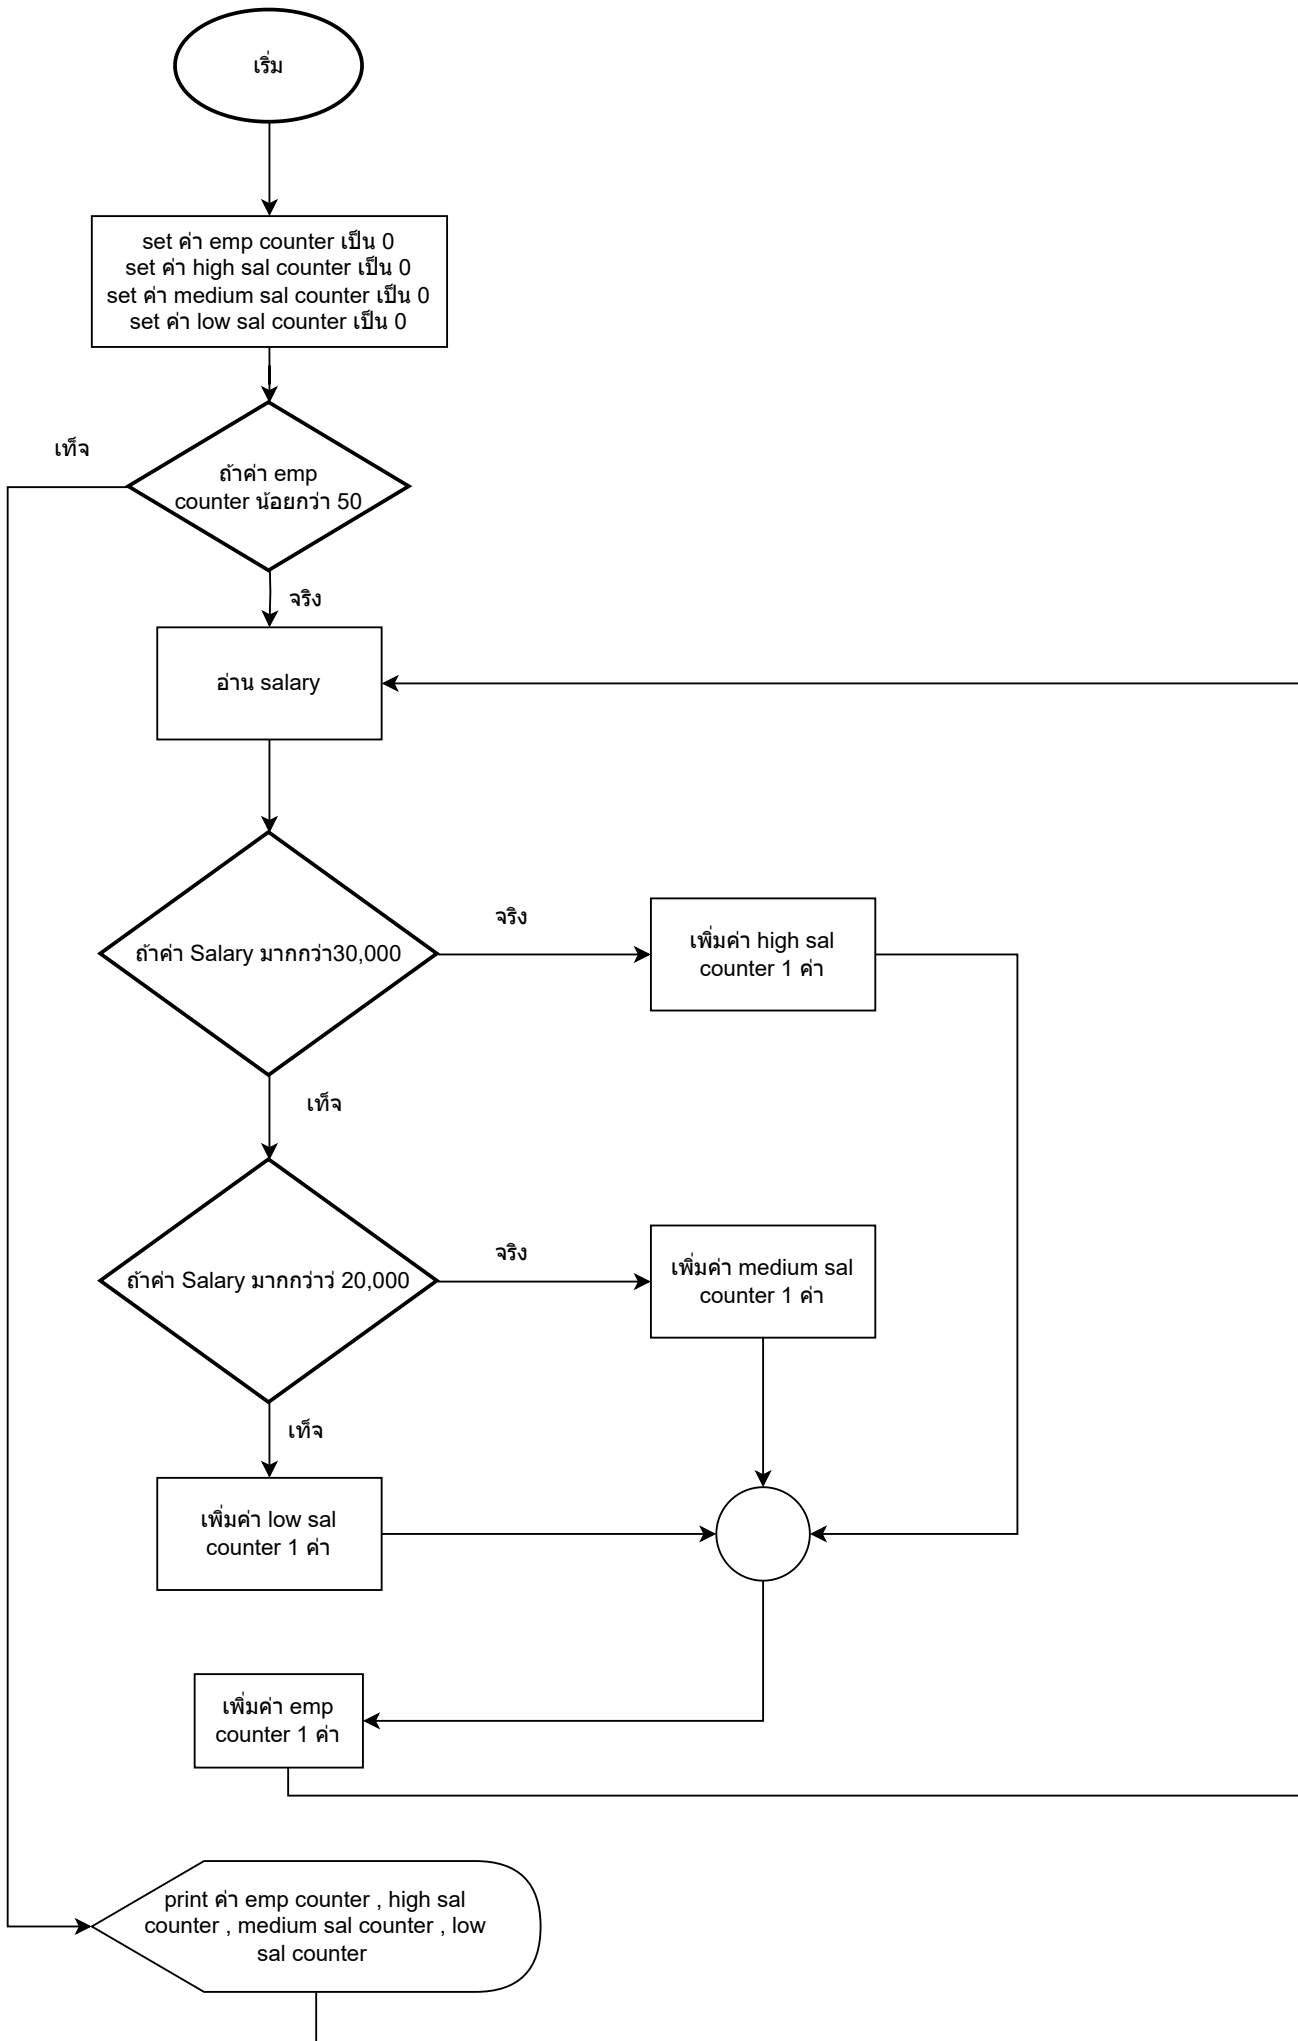 เริ่ม
set ค่า emp counter เป็น 0
set ค่า high sal counter เป็น 0
set ค่า medium sal counter เป็น 0
set ค่า low sal counter เป็น 0
เท็จ
ถ้าค่า emp
counter น้อยกว่า 50
จริง
อ่าน salary
จริง
ถ้าค่า Salary มากกว่า30,000
เพิ่มค่า high sal
counter 1 ค่า
เท็จ
จริง
ถ้าค่า Salary มากกว่าว่ 20,000
เพิ่มค่า medium sal
counter 1 ค่า
เท็จ
เพิ่มค่า low sal
counter 1 ค่า
เพิ่มค่า emp
counter 1 ค่า
print ค่า emp counter , high sal
counter , medium sal counter , low
sal counter